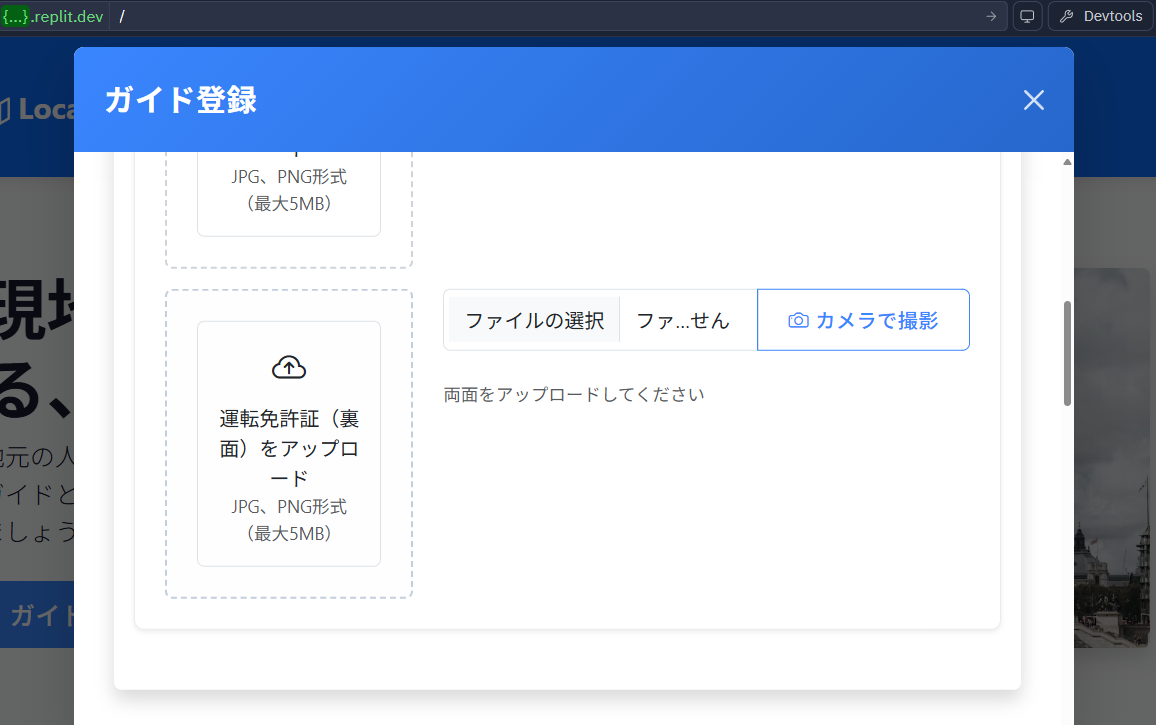 {...}.replit.dev /
Devtools
ガイド登録
Loca
JPG、PNG形式
（最大5MB）
現地
る、
地元の人
ガイドと
ましょう
ガイド
ファイルの選択 ファ...せん
カメラで撮影
両面をアップロードしてください
運転免許証（裏
面）をアップロ
ード
JPG、PNG形式
（最大5MB）